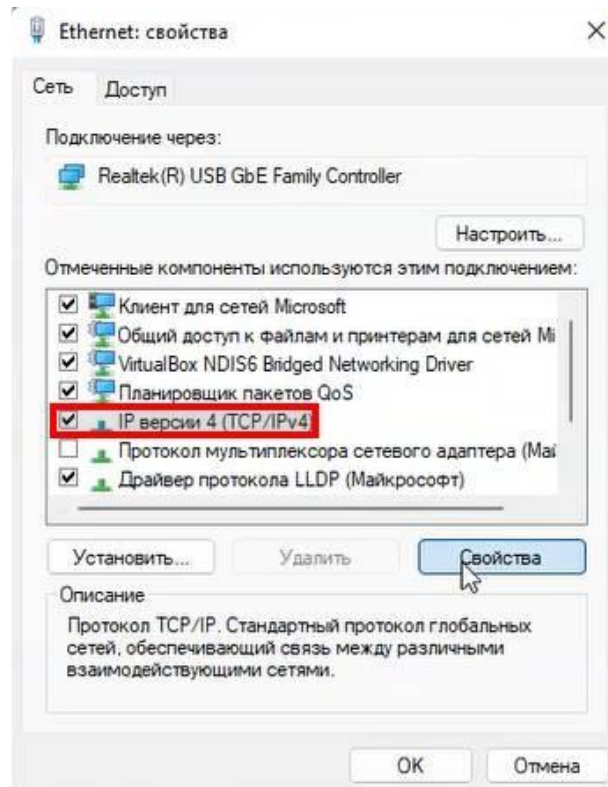 Ethernet: свойства
Сеть Доступ
Подключение через:
Realtek(R) USB GbE Family Controller
Настроить...
Отмеченные компоненты используются этим подключением:
Клиент для сетей Microsoft
Общий доступ к файлам и принтерам для сетей Mi
VirtualBox NDIS6 Bridged Networking Driver
Планировщик пакетов QoS
IP версии 4 (TCP/IPv4)
Протокол мультиплексора сетевого адаптера (Май
Драйвер протокола LLDP (Майкрософт)
Установить... Удалить Свойства
Описание
Протокол TCP/IP. Стандартный протокол глобальных
сетей, обеспечивающий связь между различными
взаимодействующими сетями.
OK Отмена